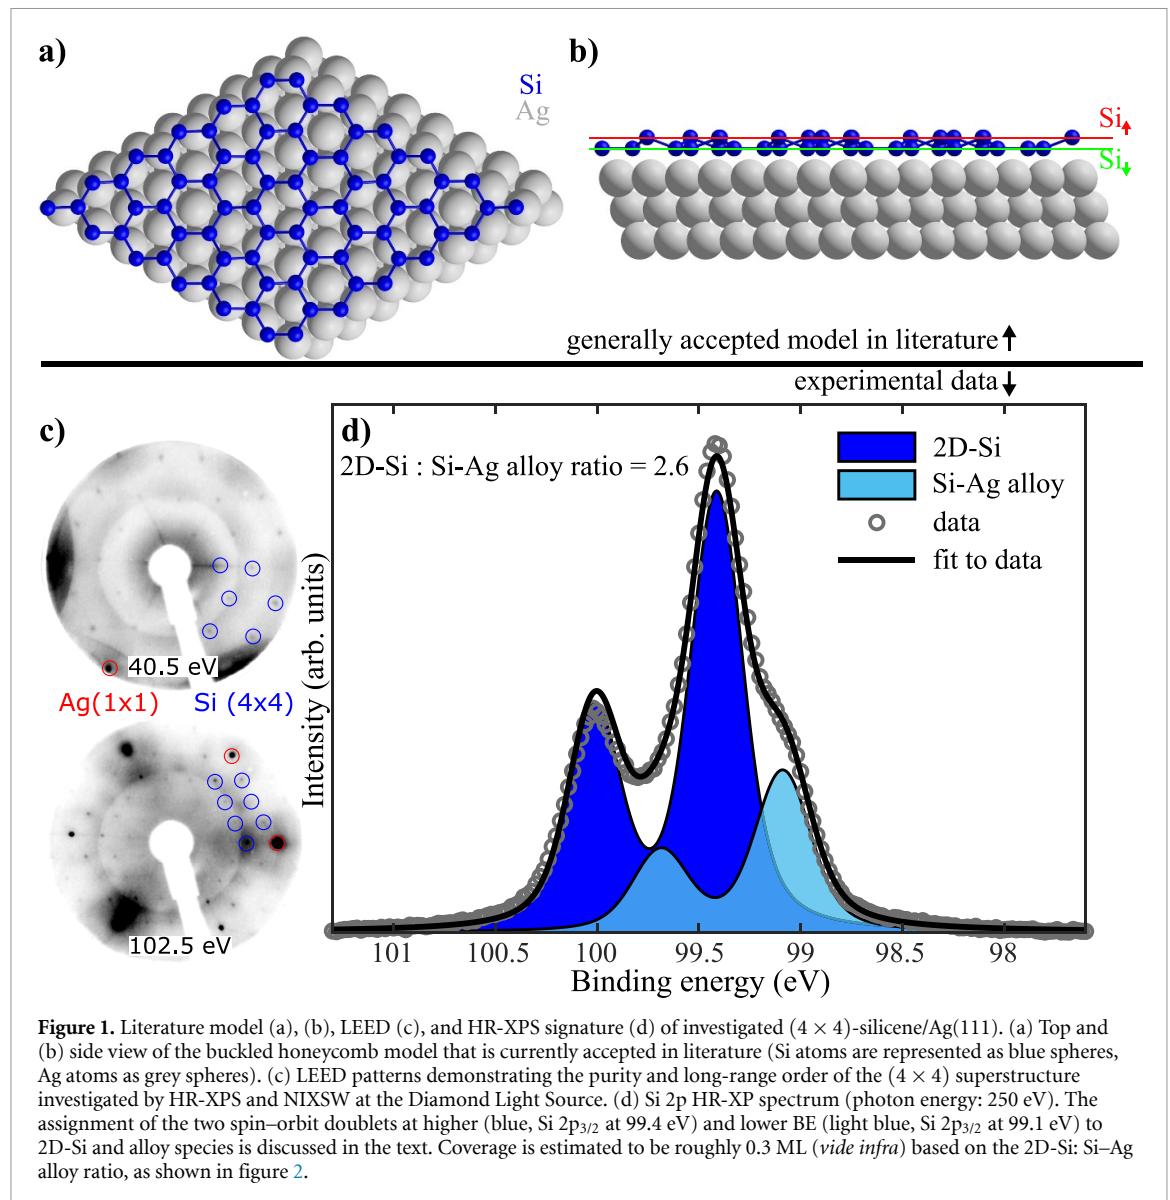 a)
Si
Ag
b)
Si↑
Si↓
generally accepted model in literature ↑
experimental data ↓
c)
40.5 eV
Ag(1x1) Si (4x4)
102.5 eV
d)
2D-Si : Si-Ag alloy ratio = 2.6
2D-Si
Si-Ag alloy
data
fit to data
Intensity (arb. units)
101 100.5 100 99.5 99 98.5 98
Binding energy (eV)
Figure 1. Literature model (a), (b), LEED (c), and HR-XPS signature (d) of investigated (4 × 4)-silicene/Ag(111). (a) Top and
(b) side view of the buckled honeycomb model that is currently accepted in literature (Si atoms are represented as blue spheres,
Ag atoms as grey spheres). (c) LEED patterns demonstrating the purity and long-range order of the (4 × 4) superstructure
investigated by HR-XPS and NIXSW at the Diamond Light Source. (d) Si 2p HR-XP spectrum (photon energy: 250 eV). The
assignment of the two spin–orbit doublets at higher (blue, Si 2p3/2 at 99.4 eV) and lower BE (light blue, Si 2p3/2 at 99.1 eV) to
2D-Si and alloy species is discussed in the text. Coverage is estimated to be roughly 0.3 ML (vide infra) based on the 2D-Si: Si–Ag
alloy ratio, as shown in figure 2.